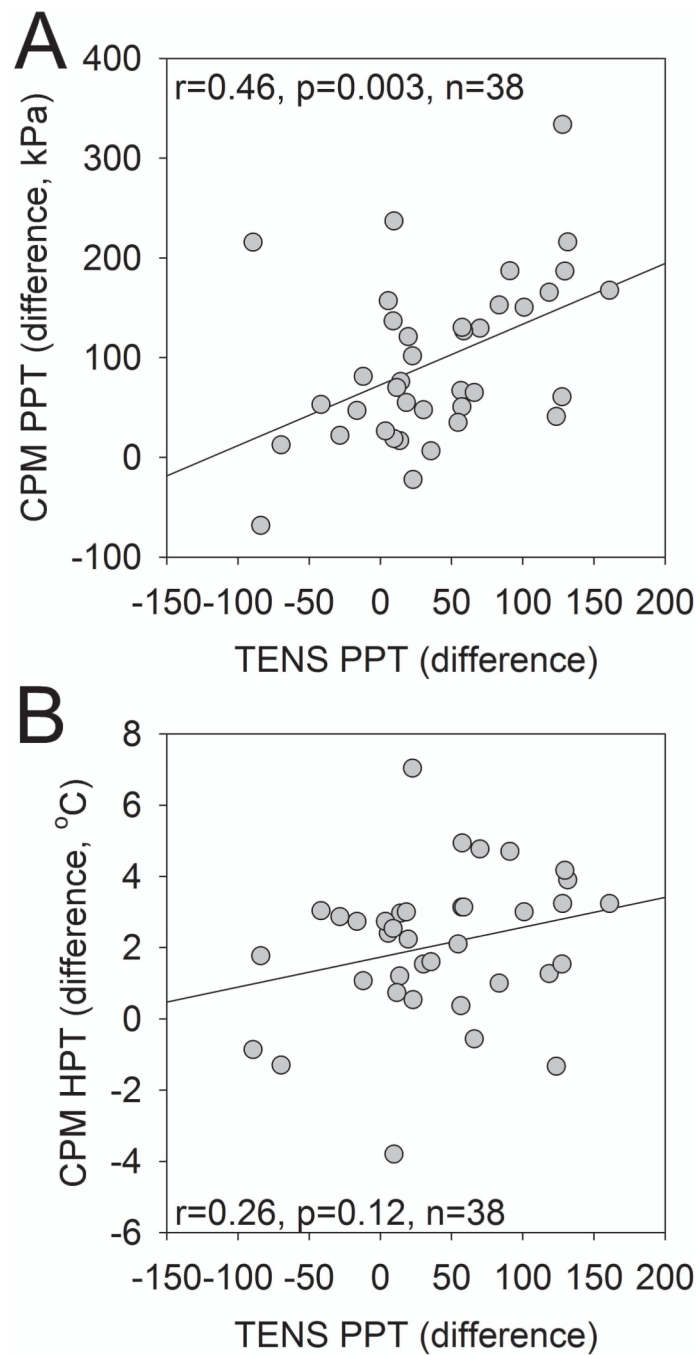 A
400
r=0.46, p=0.003, n=38
300
200
100
0
-100
CPM PPT (difference, kPa)
-150 -100 -50 0 50 100 150 200
TENS PPT (difference)
B
8
6
4
2
0
-2
-4
-6
CPM HPT (difference, °C)
r=0.26, p=0.12, n=38
-150 -100 -50 0 50 100 150 200
TENS PPT (difference)